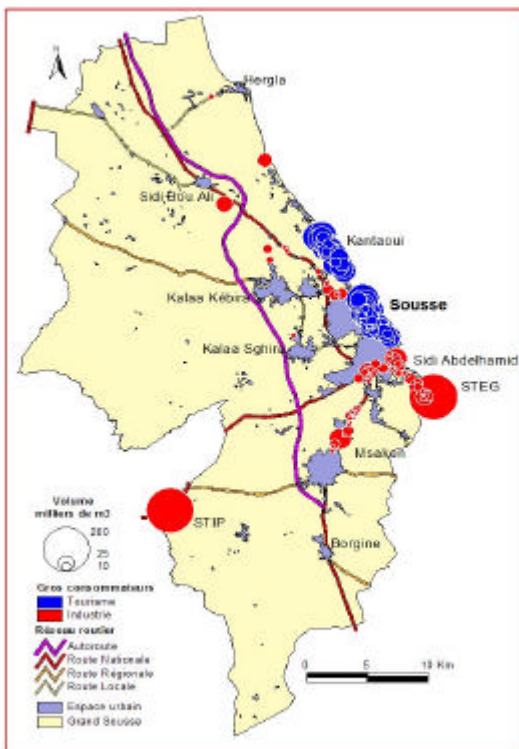 N
Hergla
Sidi Bou Ali
Kantaoui
Kalaa Kébira
Sousse
Kalaa Sghira
Sidi Abdelhamid
STEG
Msaken
STIP
Borgine
Volume
milliers de m3
280
25
10
Gros consommateurs
Tourisme
Industrie
Réseau routier
Autoroute
Route Nationale
Route Régionale
Route Locale
Espace urbain
Grand Sousse
0 5 10 Km